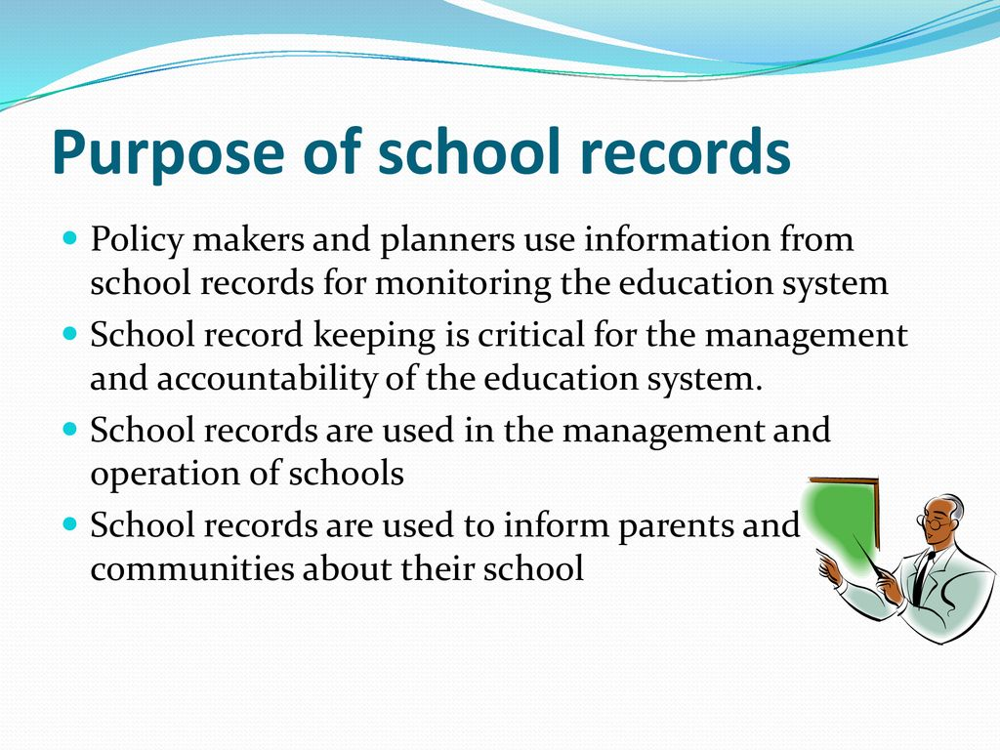 Purpose of school records
Policy makers and planners use information from
school records for monitoring the education system
School record keeping is critical for the management
and accountability of the education system.
School records are used in the management and
operation of schools
School records are used to inform parents and
communities about their school